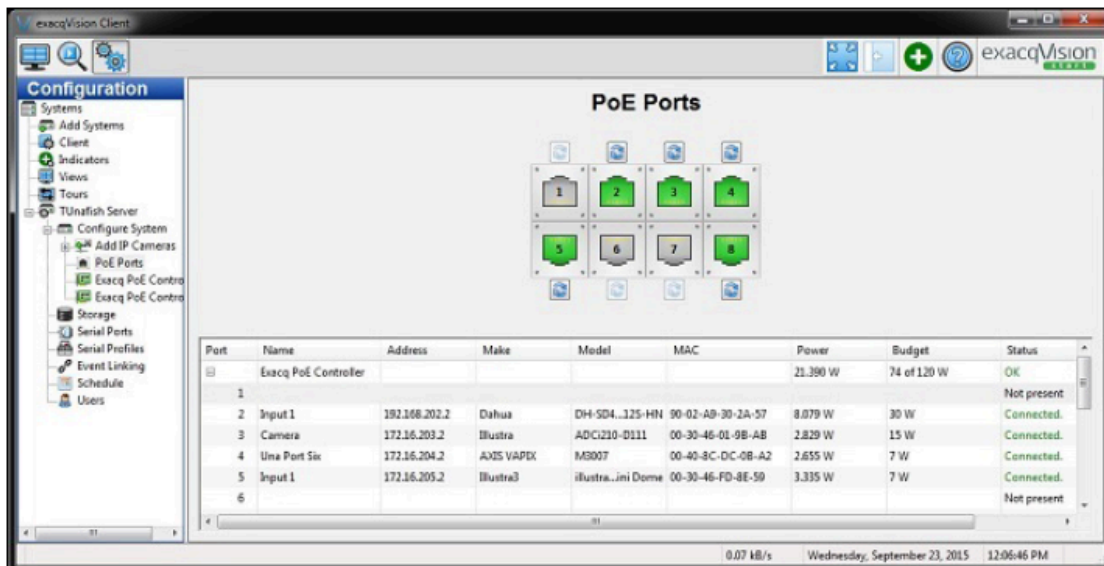 exacqVision Client
exacqVision
start
Configuration
Systems
Add Systems
Client
Indicators
Views
Tours
TUnafish Server
Configure System
Add IP Cameras
PoE Ports
Exacq PoE Contro
Exacq PoE Contro
Storage
Serial Ports
Serial Profiles
Event Linking
Schedule
Users
PoE Ports
1 2 3 4
5 6 7 8
Port Name Address Make Model MAC Power Budget Status
Exacq PoE Controller 21.390 W 74 of 120 W OK
1 Not present
2 Input 1 192.168.202.2 Dahua DH-SD4...12S-HN 90-02-A9-30-2A-57 8.079 W 30 W Connected.
3 Camera 172.16.203.2 Illustra ADCi210-D111 00-30-46-01-9B-AB 2.829 W 15 W Connected.
4 Una Port Six 172.16.204.2 AXIS VAPIX M3007 00-40-8C-DC-0B-A2 2.655 W 7 W Connected.
5 Input 1 172.16.205.2 Illustra3 illustra...ini Dome 00-30-46-FD-8E-59 3.335 W 7 W Connected.
6 Not present
0.07 kB/s Wednesday, September 23, 2015 12:06:46 PM